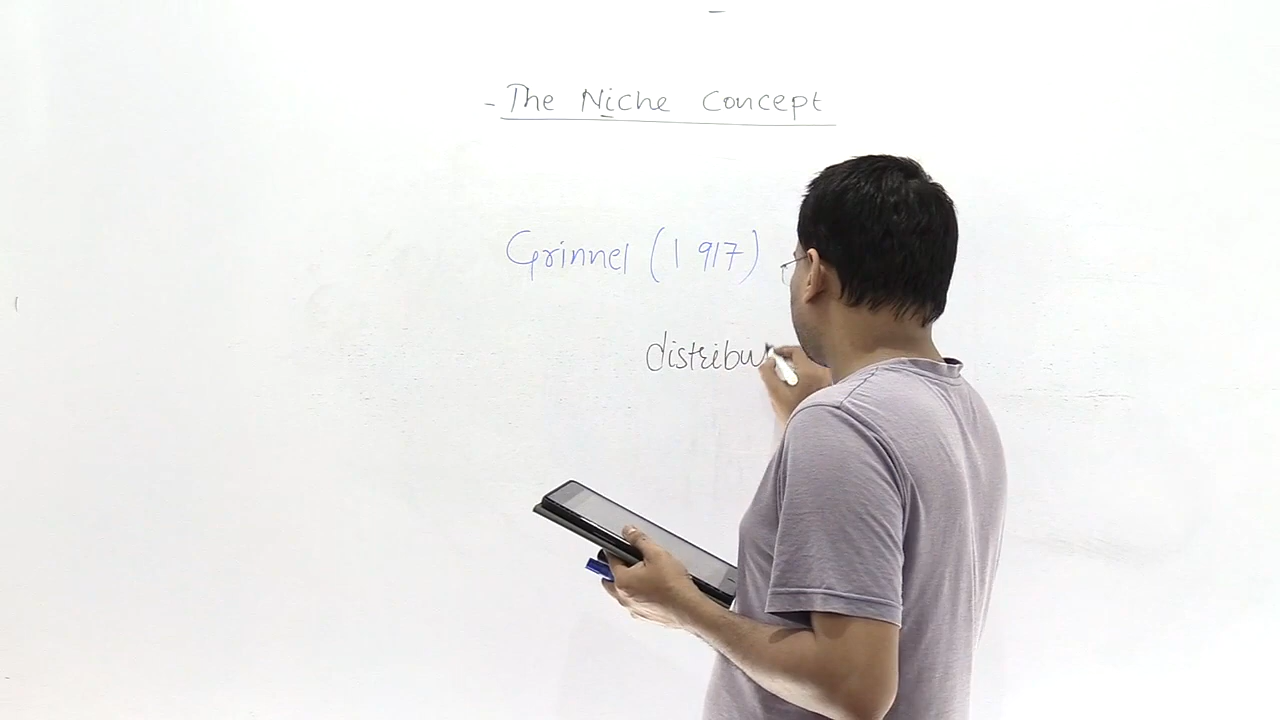 - The Niche Concept
Grinnel (1917)
distribu